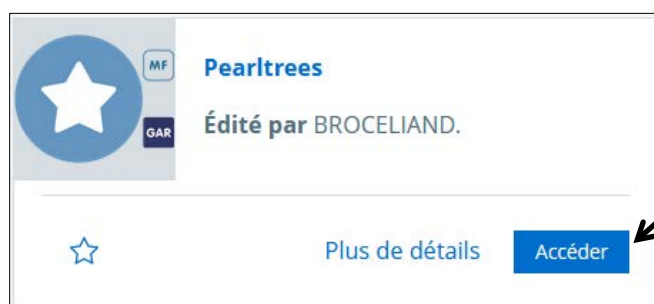 MF
Pearltrees
GAR
Édité par BROCELIAND.
Plus de détails
Accéder